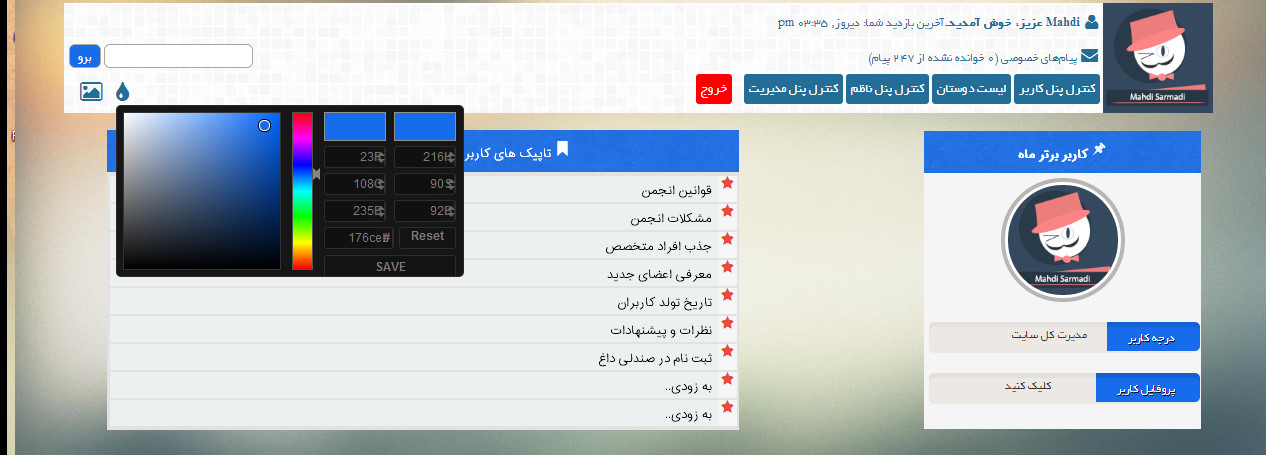 Mahdi عزیز، خوش آمدید. آخرین بازدید شما: دیروز, ۰۳:۳۵ pm
پیام‌های خصوصی (۰ خوانده نشده از ۲۴۷ پیام)
برو
کنترل پنل کاربر
لیست دوستان
کنترل پنل ناظم
کنترل پنل مدیریت
خروج
Mahdi Sarmadi
کاربر برتر ماه
Mahdi Sarmadi
درجه کاربر
مدیرت کل سایت
پروفایل کاربر
کلیک کنید
تاپیک های کاربر
قوانین انجمن
مشکلات انجمن
جذب افراد متخصص
معرفی اعضای جدید
تاریخ تولد کاربران
نظرات و پیشنهادات
ثبت نام در صندلی داغ
به زودی..
به زودی..
23
216
108
90
235
92
176ce
Reset
SAVE